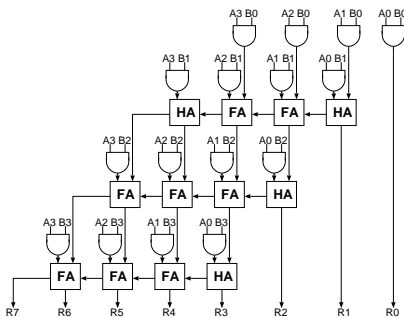 A3 B0 A2 B0 A1 B0 A0 B0
A3 B1 A2 B1 A1 B1 A0 B1
HA FA FA HA
A3 B2 A2 B2 A1 B2 A0 B2
FA FA FA HA
A3 B3 A2 B3 A1 B3 A0 B3
FA FA FA HA
R7 R6 R5 R4 R3 R2 R1 R0